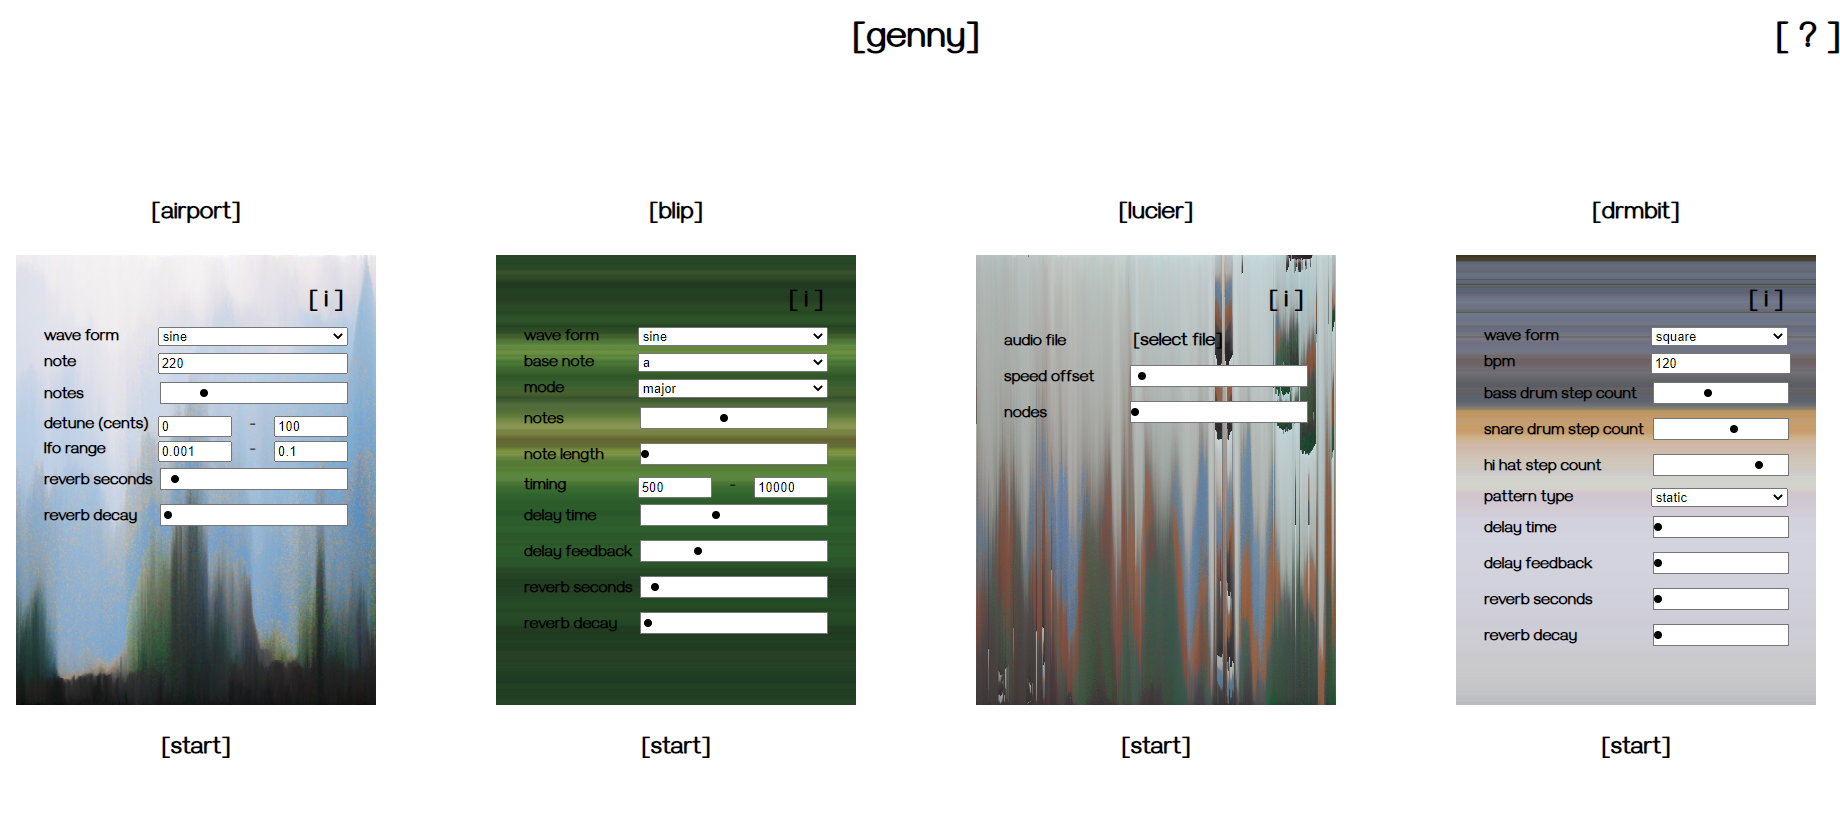 [genny]
[ ? ]
[airport]
[ i ]
wave form sine
note 220
notes
detune (cents) 0 - 100
lfo range 0.001 - 0.1
reverb seconds
reverb decay
[start]
[blip]
[ i ]
wave form sine
base note a
mode major
notes
note length
timing 500 - 10000
delay time
delay feedback
reverb seconds
reverb decay
[start]
[lucier]
[ i ]
audio file [select file]
speed offset
nodes
[start]
[drmbit]
[ i ]
wave form square
bpm 120
bass drum step count
snare drum step count
hi hat step count
pattern type static
delay time
delay feedback
reverb seconds
reverb decay
[start]